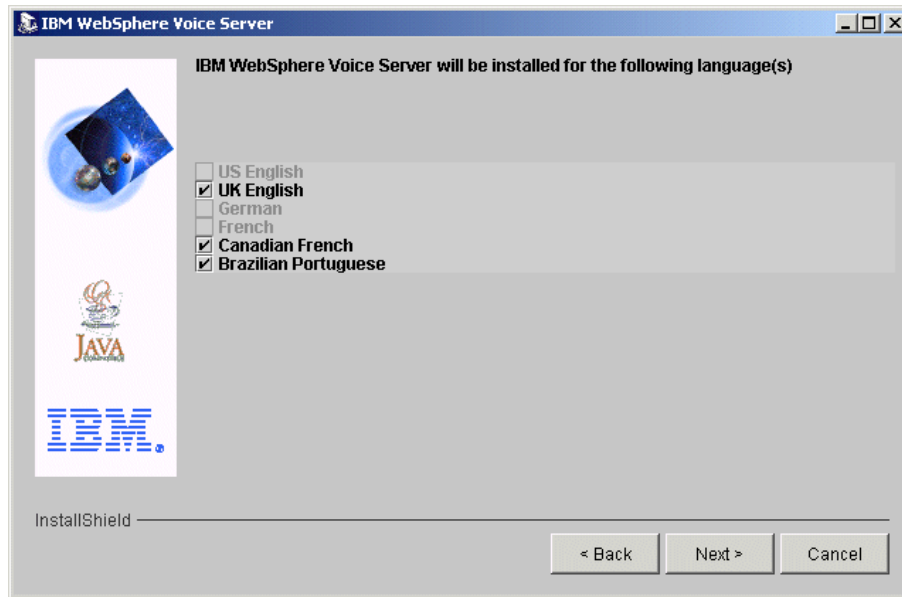 IBM WebSphere Voice Server
IBM WebSphere Voice Server will be installed for the following language(s)
US English
UK English
German
French
Canadian French
Brazilian Portuguese
JAVA
IBM.
InstallShield
< Back
Next >
Cancel